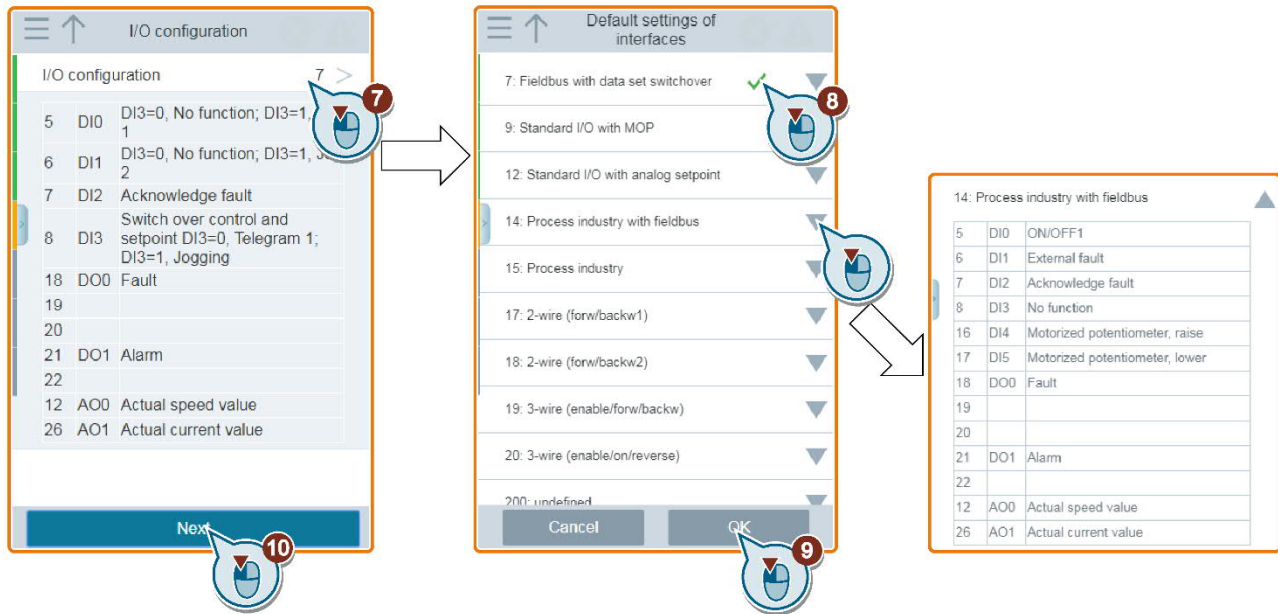 I/O configuration
I/O configuration 7 >
5 DI0 DI3=0, No function; DI3=1,
1
6 DI1 DI3=0, No function; DI3=1,
2
7 DI2 Acknowledge fault
8 DI3 Switch over control and
setpoint DI3=0, Telegram 1;
DI3=1, Jogging
18 DO0 Fault
19
20
21 DO1 Alarm
22
12 AO0 Actual speed value
26 AO1 Actual current value
Next
7
10
Default settings of
interfaces
7: Fieldbus with data set switchover
9: Standard I/O with MOP
12: Standard I/O with analog setpoint
14: Process industry with fieldbus
15: Process industry
17: 2-wire (forw/backw1)
18: 2-wire (forw/backw2)
19: 3-wire (enable/forw/backw)
20: 3-wire (enable/on/reverse)
200: undefined
Cancel OK
8
9
14: Process industry with fieldbus
5 DI0 ON/OFF1
6 DI1 External fault
7 DI2 Acknowledge fault
8 DI3 No function
16 DI4 Motorized potentiometer, raise
17 DI5 Motorized potentiometer, lower
18 DO0 Fault
19
20
21 DO1 Alarm
22
12 AO0 Actual speed value
26 AO1 Actual current value